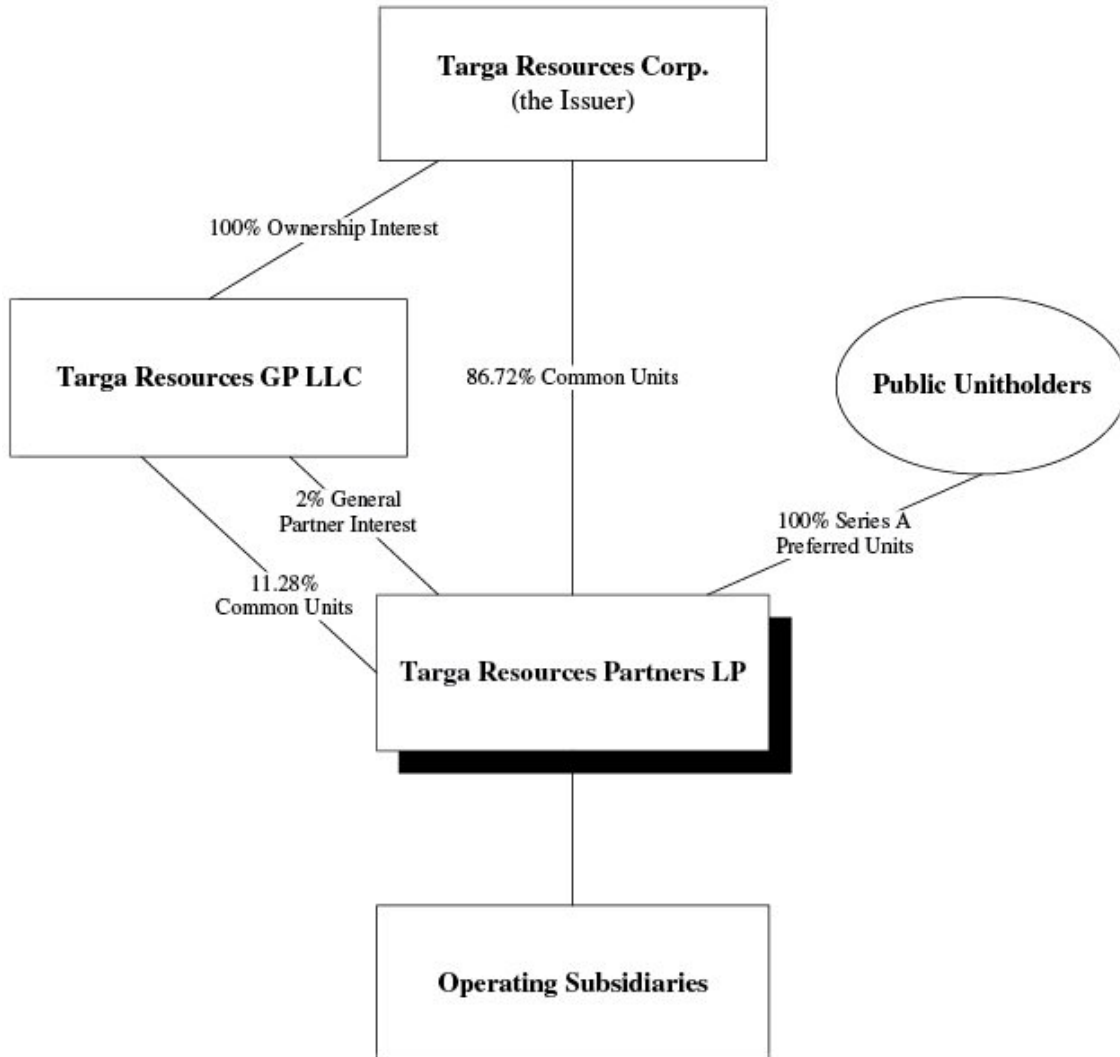 Targa Resources Corp.
(the Issuer)
100% Ownership Interest
Targa Resources GP LLC
86.72% Common Units
Public Unitholders
2% General
Partner Interest
100% Series A
Preferred Units
11.28%
Common Units
Targa Resources Partners LP
Operating Subsidiaries